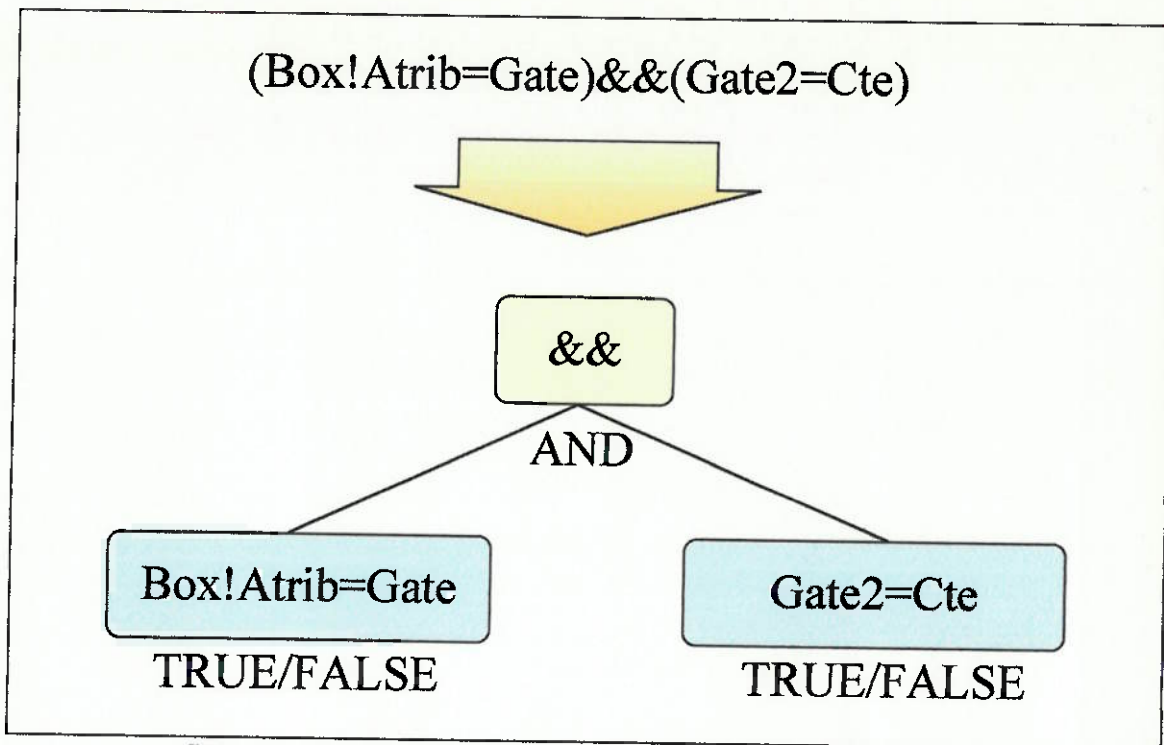 (Box!Atrib=Gate)&&(Gate2=Cte)
&&
AND
Box!Atrib=Gate
Gate2=Cte
TRUE/FALSE
TRUE/FALSE